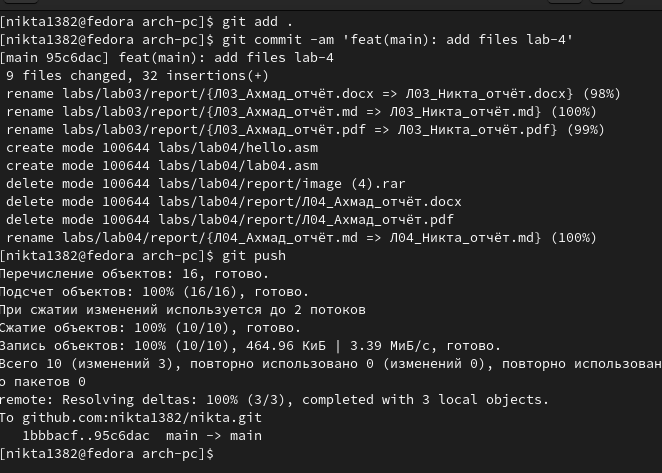 [nikta1382@fedora arch-pc]$ git add .
[nikta1382@fedora arch-pc]$ git commit -am 'feat(main): add files lab-4'
[main 95c6dac] feat(main): add files lab-4
 9 files changed, 32 insertions(+)
 rename labs/lab03/report/{Л03_Ахмад_отчёт.docx => Л03_Никта_отчёт.docx} (98%)
 rename labs/lab03/report/{Л03_Ахмад_отчёт.md => Л03_Никта_отчёт.md} (100%)
 rename labs/lab03/report/{Л03_Ахмад_отчёт.pdf => Л03_Никта_отчёт.pdf} (99%)
 create mode 100644 labs/lab04/hello.asm
 create mode 100644 labs/lab04/lab04.asm
 delete mode 100644 labs/lab04/report/image (4).rar
 delete mode 100644 labs/lab04/report/Л04_Ахмад_отчёт.docx
 delete mode 100644 labs/lab04/report/Л04_Ахмад_отчёт.pdf
 rename labs/lab04/report/{Л04_Ахмад_отчёт.md => Л04_Никта_отчёт.md} (100%)
[nikta1382@fedora arch-pc]$ git push
Перечисление объектов: 16, готово.
Подсчет объектов: 100% (16/16), готово.
При сжатии изменений используется до 2 потоков
Сжатие объектов: 100% (10/10), готово.
Запись объектов: 100% (10/10), 464.96 КиБ | 3.39 МиБ/с, готово.
Всего 10 (изменений 3), повторно использовано 0 (изменений 0), повторно использован
о пакетов 0
remote: Resolving deltas: 100% (3/3), completed with 3 local objects.
To github.com:nikta1382/nikta.git
   1bbbacf..95c6dac  main -> main
[nikta1382@fedora arch-pc]$